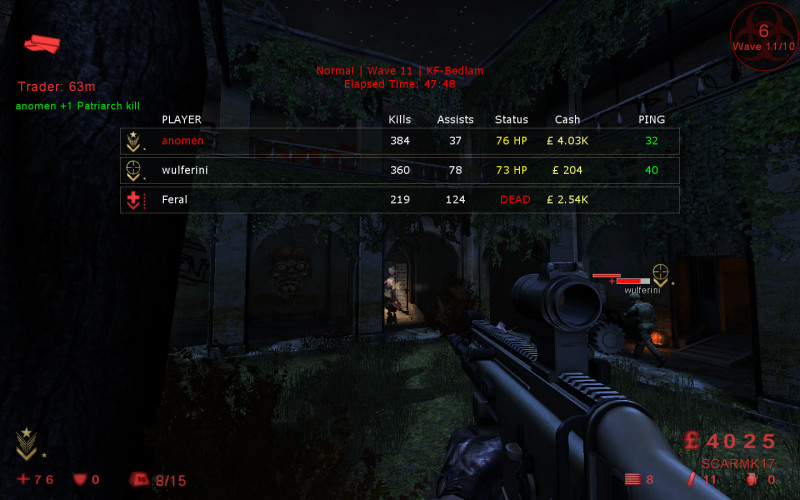 6
Wave 11/10
Normal | Wave 11 | KF-Bedlam
Elapsed Time: 47:48
Trader: 63m
anomen +1 Patriarch kill
PLAYER Kills Assists Status Cash PING
anomen 384 37 76 HP £ 4.03K 32
wulferini 360 78 73 HP £ 204 40
Feral 219 124 DEAD £ 2.54K
wulferini
£ 4025
SCARMK17
76 0 8/15 8 11 0